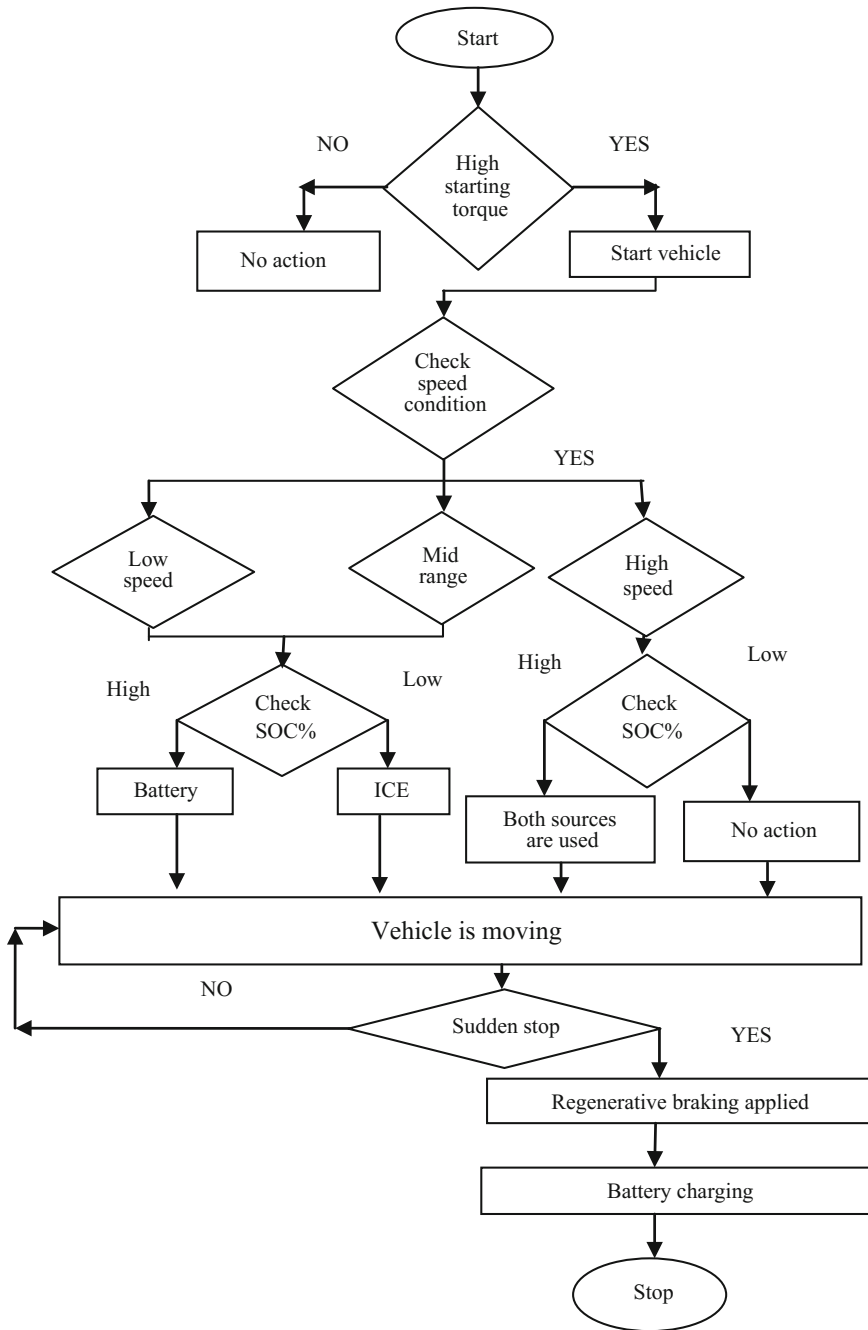 Start
NO
YES
High
starting
torque
No action
Start vehicle
Check
speed
condition
YES
Low
speed
Mid
range
High
speed
High
Low
Check
SOC%
High
Low
Check
SOC%
Battery
ICE
Both sources
are used
No action
Vehicle is moving
NO
Sudden stop
YES
Regenerative braking applied
Battery charging
Stop